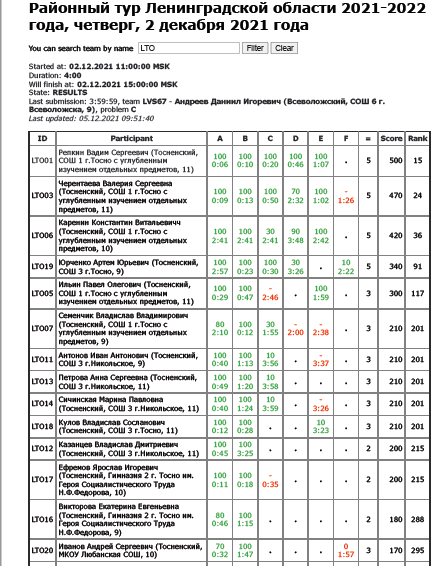 Районный тур Ленинградской области 2021-2022
года, четверг, 2 декабря 2021 года
You can search team by name LTO Filter Clear
Started at: 02.12.2021 11:00:00 MSK
Duration: 4:00
Will finish at: 02.12.2021 15:00:00 MSK
State: RESULTS
Last submission: 3:59:59, team LVS67 - Андреев Даниил Игоревич (Всеволожский, СОШ 6 г.
Всеволожска, 9), problem C
Last updated: 05.12.2021 09:51:40
ID Participant A B C D E F = Score Rank
Репкин Вадим Сергеевич (Тосненский,
LTO01 СОШ 1 г.Тосно с углубленным 100 100 100 100 100 . 5 500 15
изучением отдельных предметов, 11) 0:06 0:10 0:20 0:46 1:07
Черентаева Валерия Сергеевна
(Тосненский, СОШ 1 г.Тосно с 100 100 100 70 100 -
LTO03 углубленным изучением отдельных 0:09 0:13 0:50 2:32 1:02 1:26 5 470 24
предметов, 11)
Каренин Константин Витальевич
(Тосненский, СОШ 1 г.Тосно с 100 100 30 90 100
LTO06 углубленным изучением отдельных 2:41 2:41 2:41 3:48 2:42 . 5 420 36
предметов, 10)
LTO19 Юрченко Артем Юрьевич (Тосненский, 100 100 100 30 . 10 5 340 91
СОШ 3 г.Тосно, 9) 2:57 0:23 0:30 3:26 2:22
Ильин Павел Олегович (Тосненский,
LTO05 СОШ 1 г.Тосно с углубленным 100 100 - . 100 . 3 300 117
изучением отдельных предметов, 11) 0:29 0:47 2:46 1:59
Семенчик Владислав Владимирович
(Тосненский, СОШ 1 г.Тосно с 80 100 30 - -
LTO07 углубленным изучением отдельных 2:10 0:12 1:55 2:00 2:38 . 3 210 201
предметов, 9)
LTO11 Антонов Иван Антонович (Тосненский, 100 100 10 . - . 3 210 201
СОШ 3 г.Никольское, 9) 0:40 1:13 3:56 3:37
LTO13 Петрова Анна Сергеевна (Тосненский, 100 100 10 . . . 3 210 201
СОШ 3 г.Никольское, 11) 0:49 1:20 3:58
LTO14 Сичинская Марина Павловна 100 100 10 . - . 3 210 201
(Тосненский, СОШ 3 г.Никольское, 11) 0:40 1:24 3:59 3:26
LTO18 Кулов Владислав Сосланович 100 100 . . 10 . 3 210 201
(Тосненский, СОШ 3 г.Тосно, 11) 0:12 0:28 3:23
LTO12 Казанцев Владислав Дмитриевич 100 100 . . . . 2 200 215
(Тосненский, СОШ 3 г.Никольское, 11) 0:45 3:25
Ефремов Ярослав Игоревич
(Тосненский, Гимназия 2 г. Тосно им. 100 100 -
LTO17 Героя Социалистического Труда 0:11 0:18 0:35 . . . 2 200 215
Н.Ф.Федорова, 10)
Викторова Екатерина Евгеньевна
(Тосненский, Гимназия 2 г. Тосно им. 80 100
LTO16 Героя Социалистического Труда 0:46 1:15 . . . . 2 180 288
Н.Ф.Федорова, 9)
LTO20 Иванов Андрей Сергеевич (Тосненский, 70 100 . . . 0 3 170 295
МКОУ Любанская СОШ, 10) 0:32 1:47 1:57